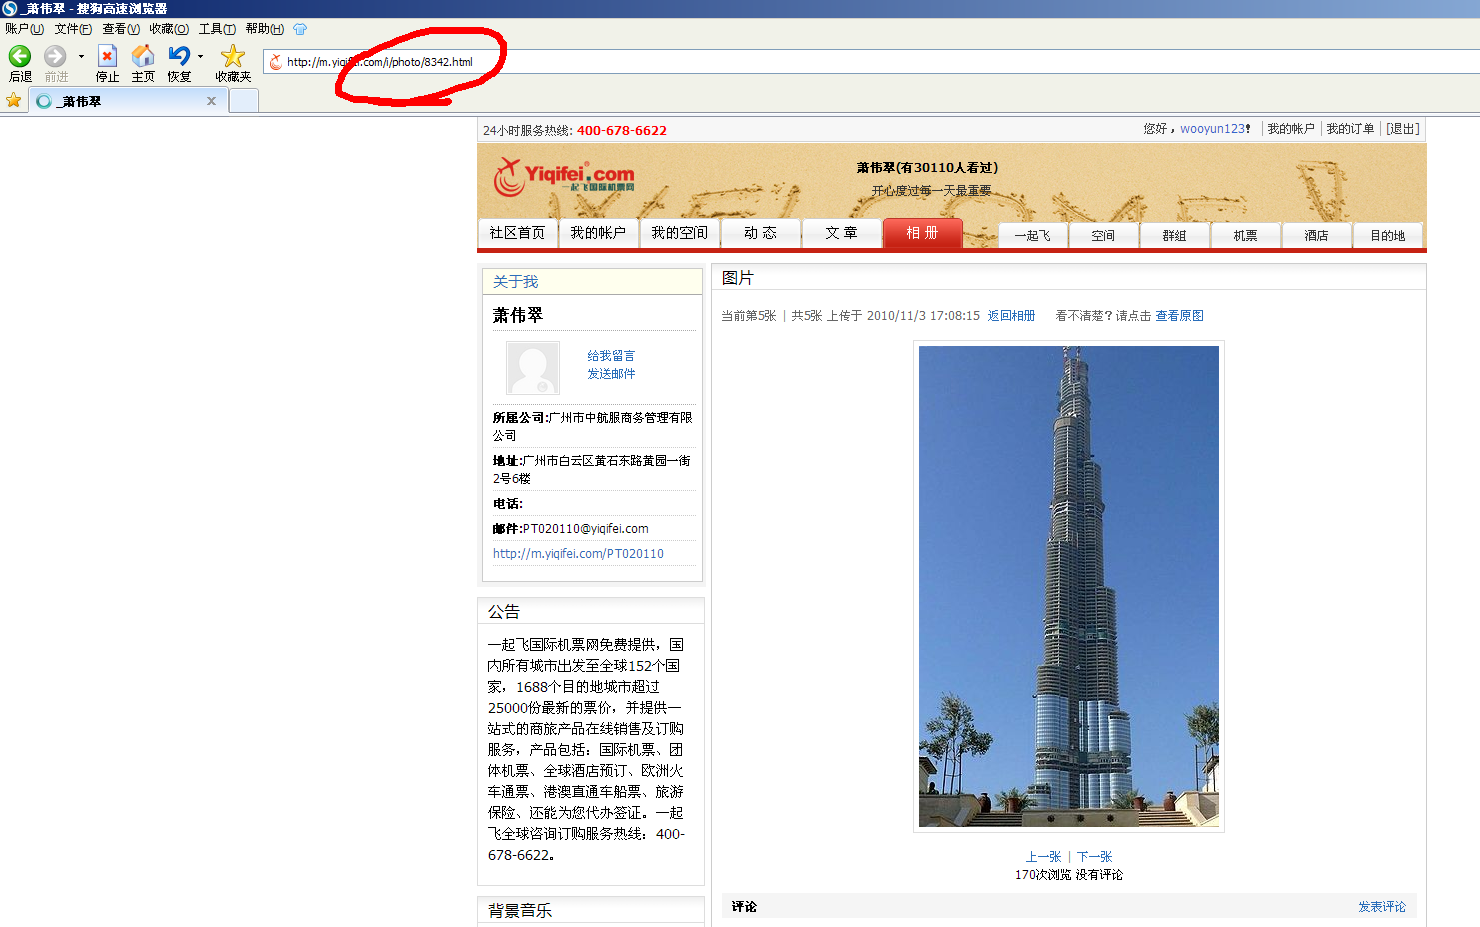 _萧伟翠 - 搜狗高速浏览器
账户(U) 文件(F) 查看(V) 收藏(O) 工具(T) 帮助(H)
后退 前进 停止 主页 恢复 收藏夹
http://m.yiqifei.com/i/photo/8342.html
_萧伟翠 x
24小时服务热线: 400-678-6622
您好，wooyun123! |我的帐户 |我的订单 |[退出]
Yiqifei.com
一起飞国际机票网
萧伟翠(有30110人看过)
开心度过每一天最重要
社区首页 我的帐户 我的空间 动 态 文 章 相 册 一起飞 空间 群组 机票 酒店 目的地
关于我
萧伟翠
给我留言
发送邮件
所属公司:广州市中航服商务管理有限
公司
地址:广州市白云区黄石东路黄园一街
2号6楼
电话:
邮件:PT020110@yiqifei.com
http://m.yiqifei.com/PT020110
公告
一起飞国际机票网免费提供，国
内所有城市出发至全球152个国
家，1688个目的地城市超过
25000份最新的票价，并提供一
站式的商旅产品在线销售及订购
服务，产品包括：国际机票、团
体机票、全球酒店预订、欧洲火
车通票、港澳直通车船票、旅游
保险、还能为您代办签证。一起
飞全球咨询订购服务热线：400-
678-6622。
背景音乐
图片
当前第5张 | 共5张 上传于 2010/11/3 17:08:15 返回相册 看不清楚？请点击 查看原图
上一张 | 下一张
170次浏览 没有评论
评论 发表评论